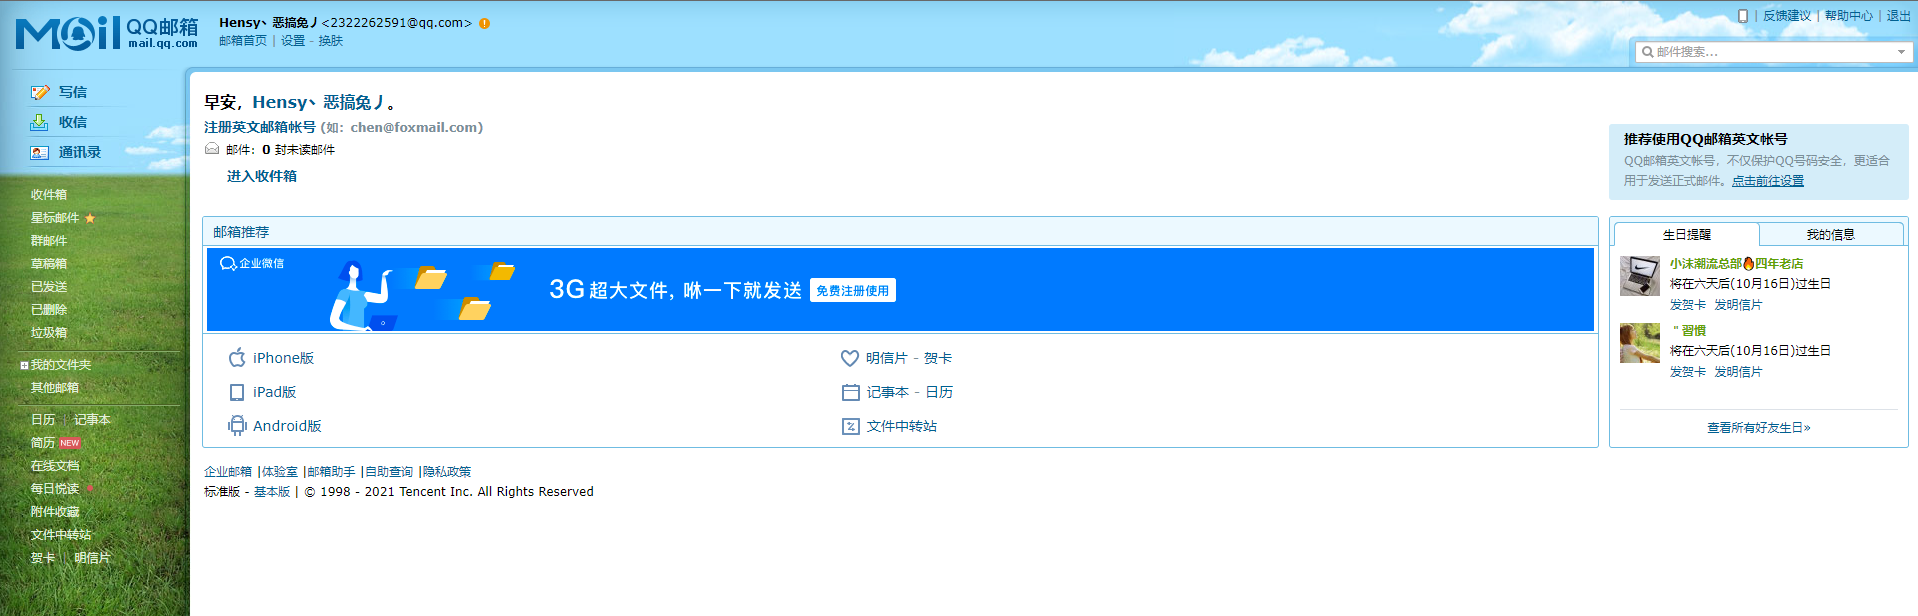 Mail QQ邮箱
mail.qq.com
Hensy丶恶搞兔丿<2322262591@qq.com>
邮箱首页 | 设置 - 换肤
反馈建议 | 帮助中心 | 退出
邮件搜索...
写信
收信
通讯录
收件箱
星标邮件
群邮件
草稿箱
已发送
已删除
垃圾箱
我的文件夹
其他邮箱
日历 | 记事本
简历 NEW
在线文档
每日悦读
附件收藏
文件中转站
贺卡 | 明信片
早安，Hensy丶恶搞兔丿。
注册英文邮箱帐号 (如：chen@foxmail.com)
邮件：0 封未读邮件
进入收件箱
推荐使用QQ邮箱英文帐号
QQ邮箱英文帐号，不仅保护QQ号码安全，更适合
用于发送正式邮件。点击前往设置
邮箱推荐
企业微信
3G 超大文件, 咻一下就发送 免费注册使用
iPhone版
明信片 - 贺卡
iPad版
记事本 - 日历
Android版
文件中转站
生日提醒 我的信息
小沫潮流总部🔥四年老店
将在六天后(10月16日)过生日
发贺卡 发明信片
" 習慣
将在六天后(10月16日)过生日
发贺卡 发明信片
查看所有好友生日»
企业邮箱 |体验室 |邮箱助手 |自助查询 |隐私政策
标准版 - 基本版 | © 1998 - 2021 Tencent Inc. All Rights Reserved